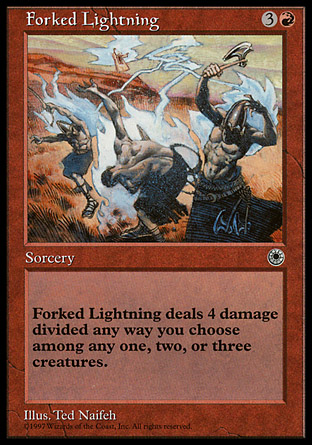 Forked Lightning 3
Sorcery
Forked Lightning deals 4 damage
divided any way you choose
among any one, two, or three
creatures.
Illus. Ted Naifeh
©1997 Wizards of the Coast, Inc. All rights reserved.